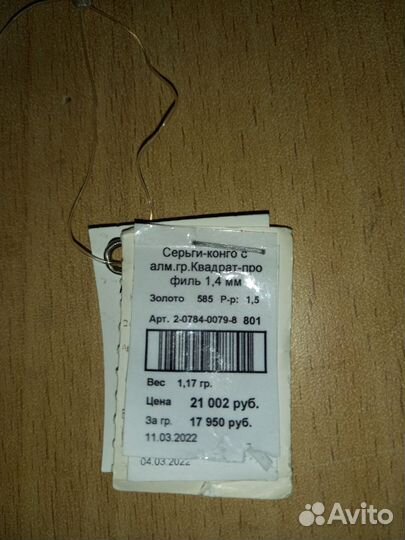 Серьги-конго с
алм.гр.Квадрат-про
филь 1,4 мм
Золото 585 Р-р: 1,5
Арт. 2-0784-0079-8 801
Вес 1,17 гр.
Цена 21 002 руб.
За гр. 17 950 руб.
11.03.2022
04.03.2022
Avito